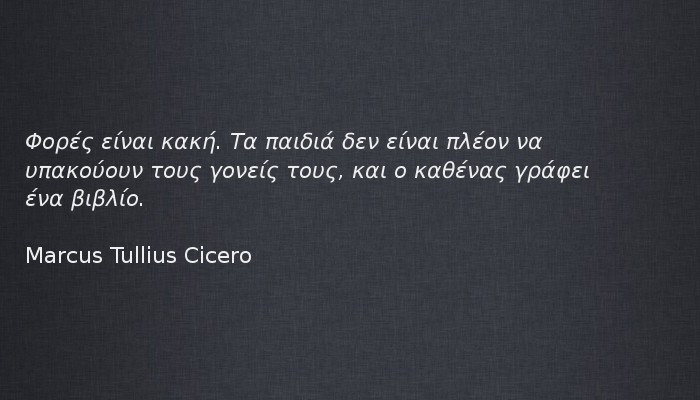 Φορές είναι κακή. Τα παιδιά δεν είναι πλέον να
υπακούουν τους γονείς τους, και ο καθένας γράφει
ένα βιβλίο.
Marcus Tullius Cicero